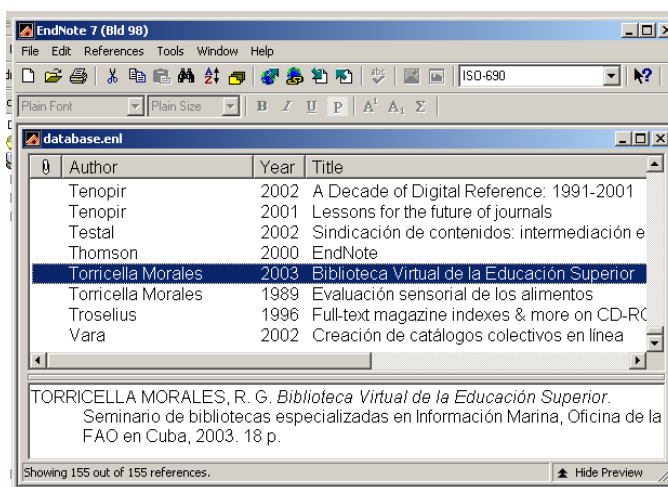 EndNote 7 (Bld 98)
File Edit References Tools Window Help
abc ISO-690
Plain Font Plain Size B I U P A¹ A₁ Σ
database.enl
Author Year Title
Tenopir 2002 A Decade of Digital Reference: 1991-2001
Tenopir 2001 Lessons for the future of journals
Testal 2002 Sindicación de contenidos: intermediación e
Thomson 2000 EndNote
Torricella Morales 2003 Biblioteca Virtual de la Educación Superior
Torricella Morales 1989 Evaluación sensorial de los alimentos
Troselius 1996 Full-text magazine indexes & more on CD-RO
Vara 2002 Creación de catálogos colectivos en línea
TORRICELLA MORALES, R. G. Biblioteca Virtual de la Educación Superior.
Seminario de bibliotecas especializadas en Información Marina, Oficina de la
FAO en Cuba, 2003. 18 p.
Showing 155 out of 155 references. Hide Preview